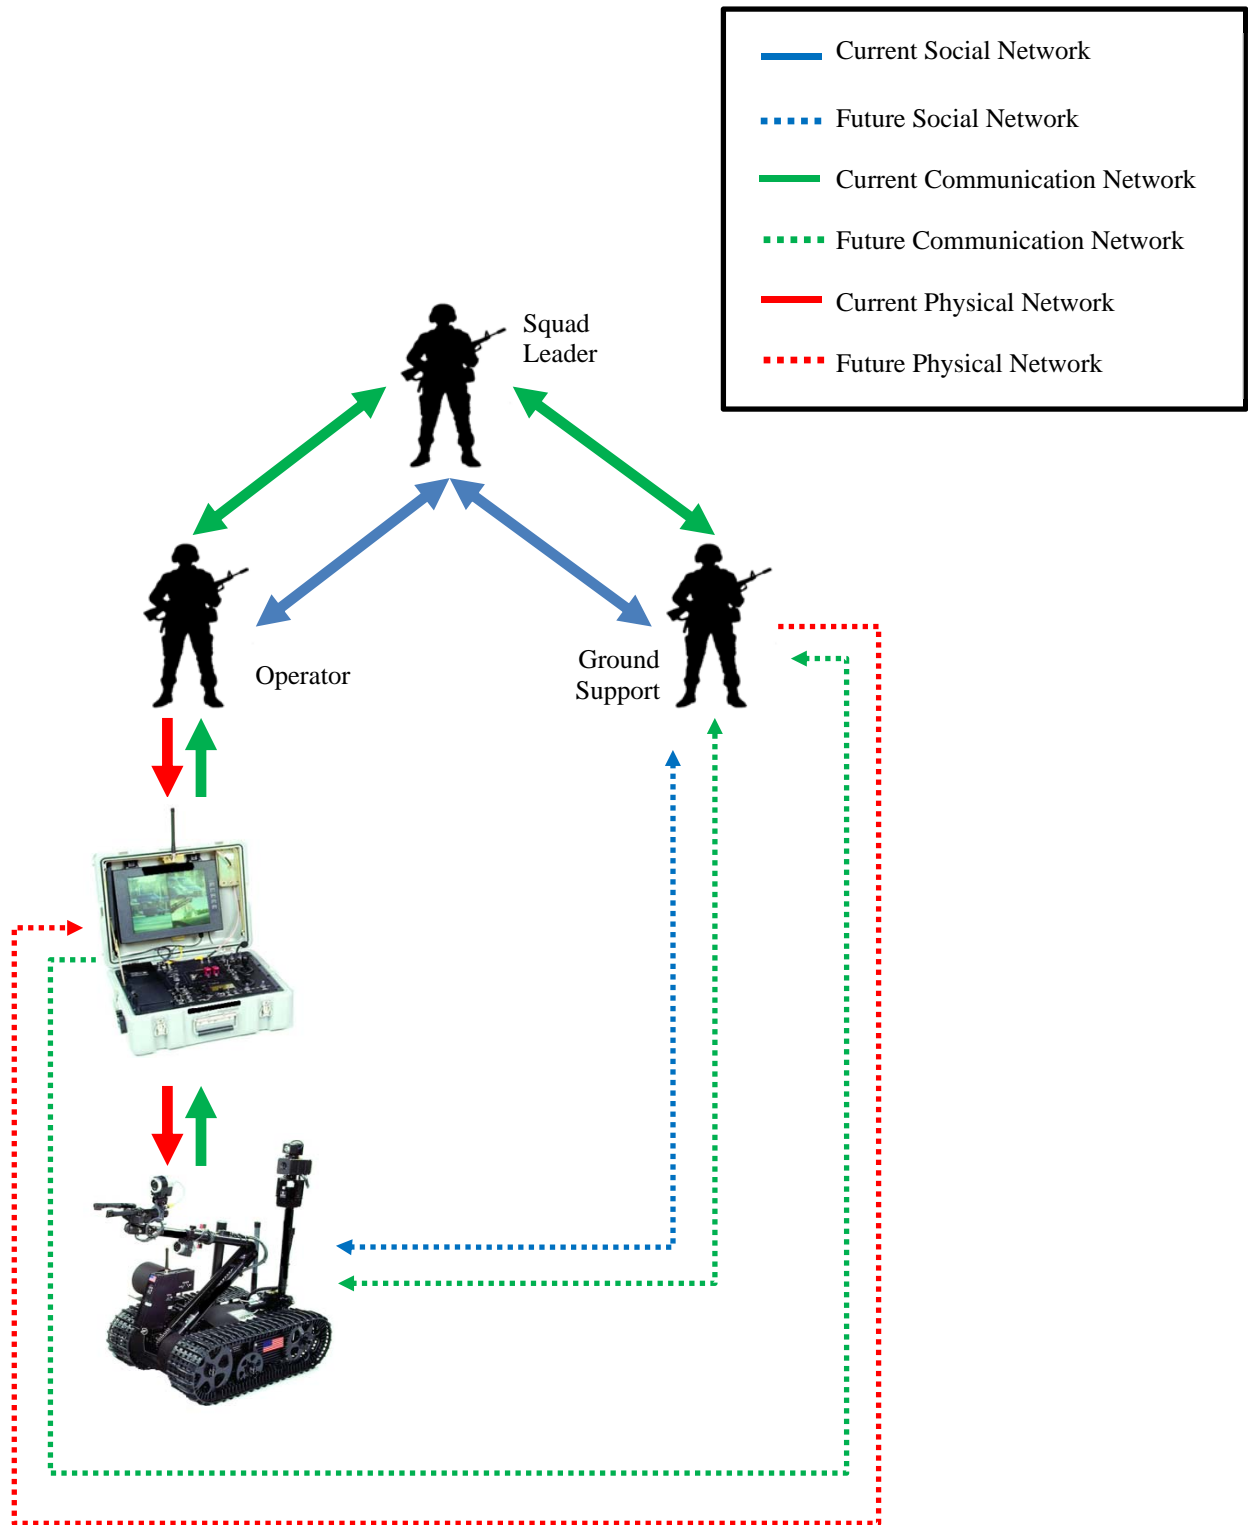 Current Social Network
Future Social Network
Current Communication Network
Future Communication Network
Current Physical Network
Future Physical Network
Squad
Leader
Operator
Ground
Support